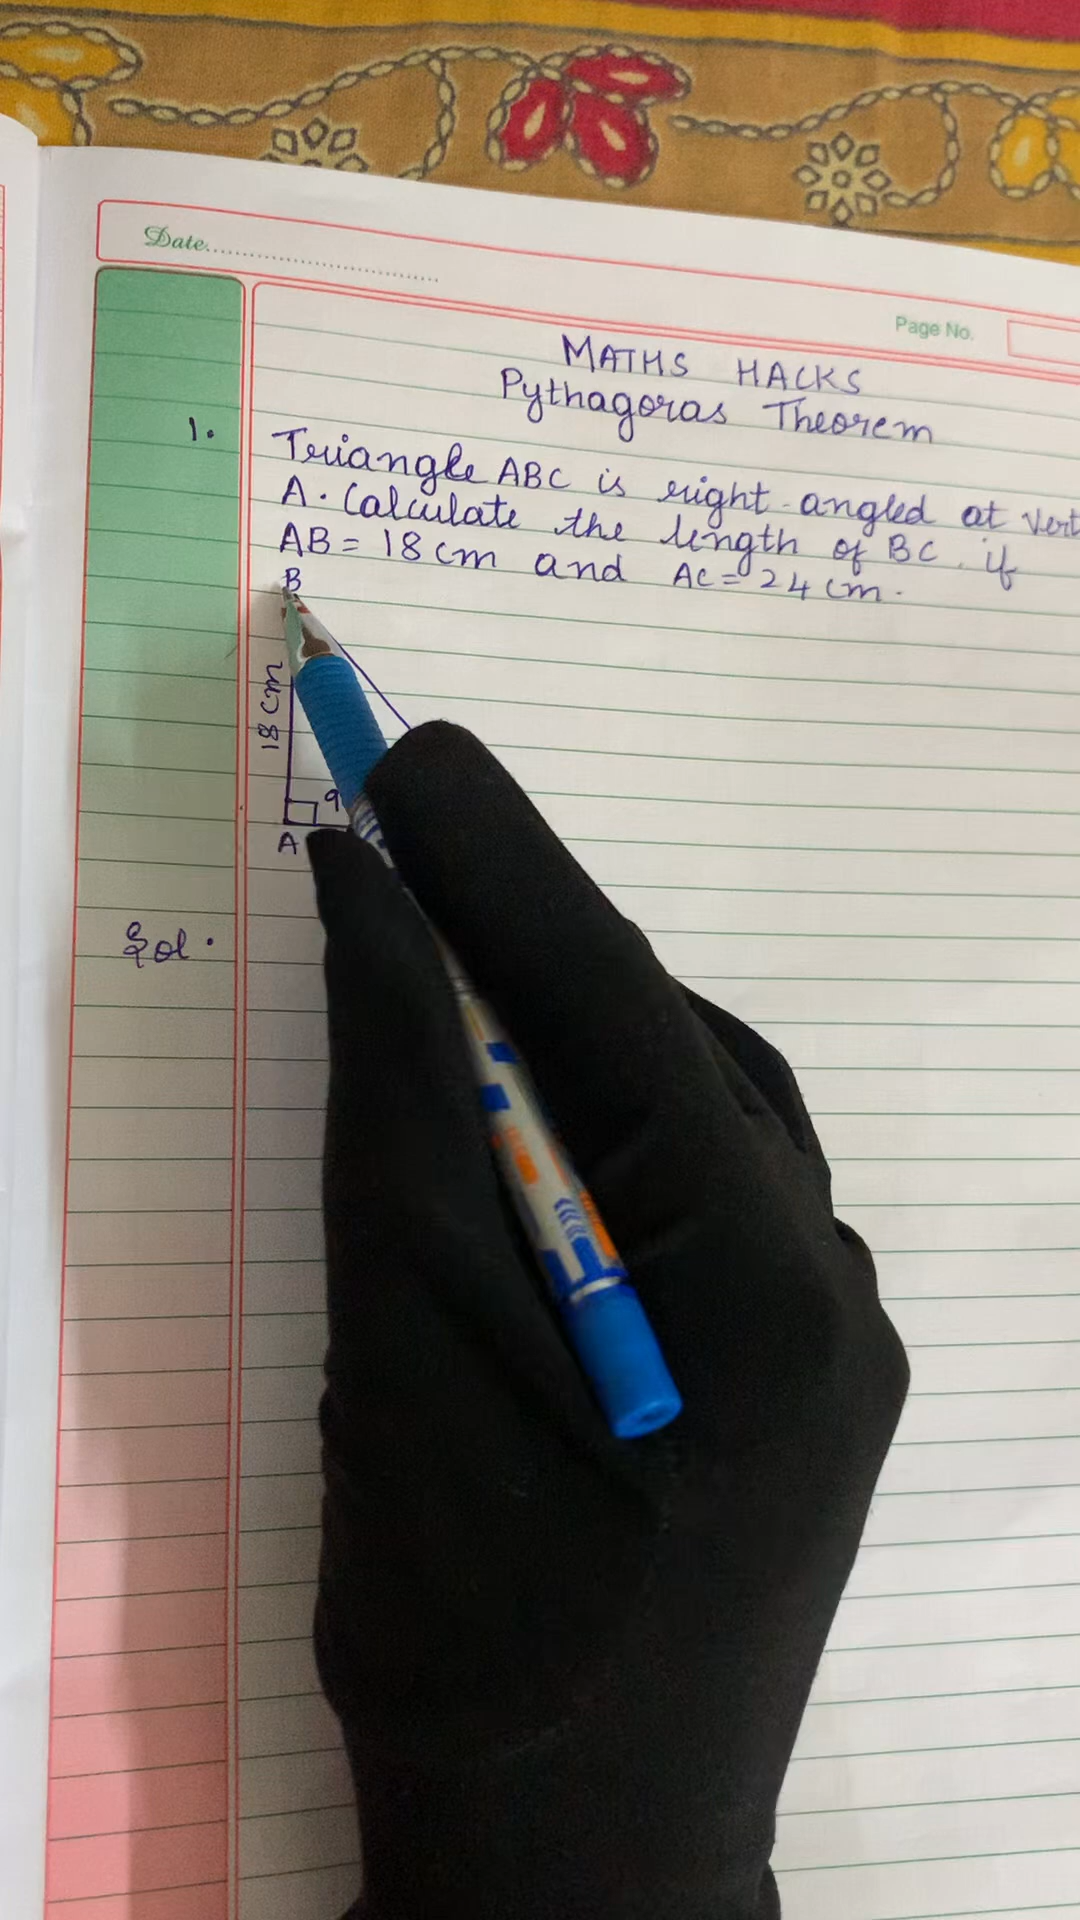 Date
Page No.
MATHS HACKS
Pythagoras Theorem
1. Triangle ABC is right-angled at
A. Calculate the length of BC. if
AB = 18 cm and AC = 24 cm.
B
18 cm
A
Sol.